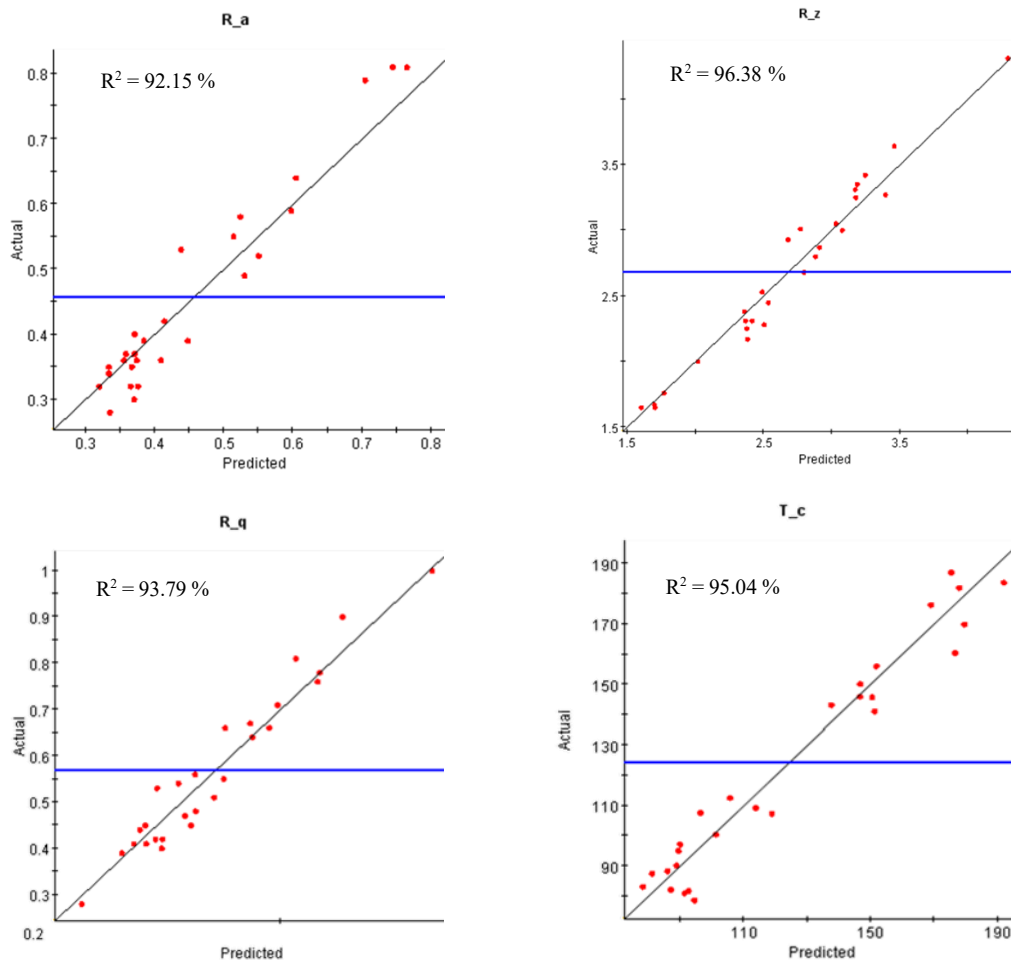 R_a
R² = 92.15 %
0.8
0.7
0.6
0.5
0.4
0.3
Actual
0.3 0.4 0.5 0.6 0.7 0.8
Predicted
R_z
R² = 96.38 %
3.5
2.5
1.5
Actual
1.5 2.5 3.5
Predicted
R_q
R² = 93.79 %
1
0.9
0.8
0.7
0.6
0.5
0.4
0.3
0.2
Actual
Predicted
T_c
R² = 95.04 %
190
170
150
130
110
90
Actual
110 150 190
Predicted